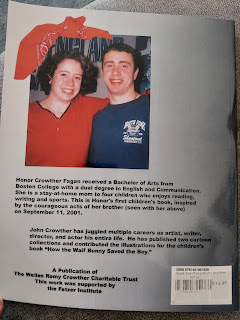 ENGLAND
Honor Crowther Fagan received a Bachelor of Arts from
Boston College with a dual degree in English and Communication.
She is a stay-at-home mom to four children who enjoys reading,
writing and sports. This is Honor's first children's book, inspired
by the courageous acts of her brother (seen with her above)
on September 11, 2001.
John Crowther has juggled multiple careers as artist, writer,
director, and actor his entire life. He has published two cartoon
collections and contributed the illustrations for the children's
book "How the Wolf Bunny Saved the Boy."
A Publication of
The Welles Remy Crowther Charitable Trust
This work was supported by
the Fetzer Institute